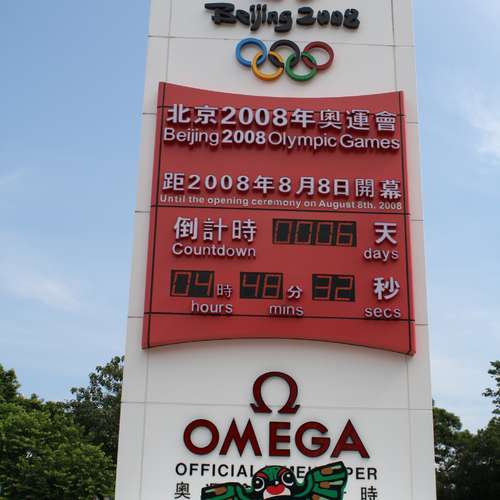 Beijing 2008
北京2008年奧運會
Beijing 2008 Olympic Games
距2008年8月8日開幕
Until the opening ceremony on August 8th, 2008
倒計時 0006 天
Countdown days
04 時 48 分 32 秒
hours mins secs
Ω
OMEGA
OFFICIAL TIMEKEEPER
奧 時